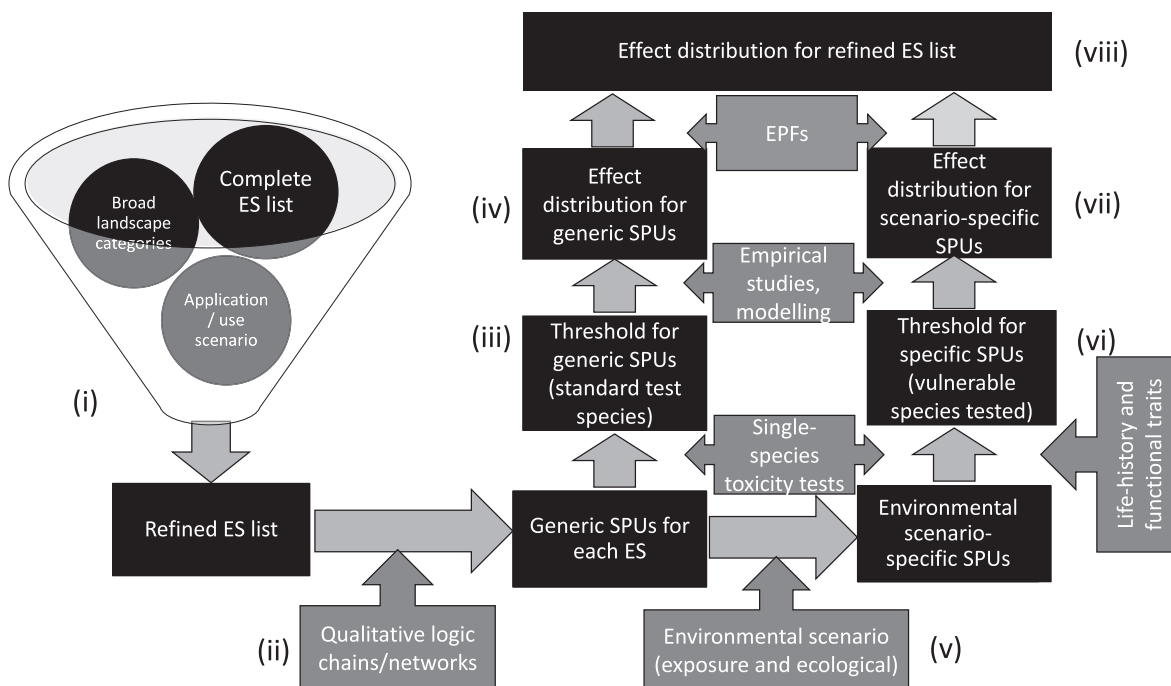 Effect distribution for refined ES list
(viii)
EPFs
Complete
ES list
Broad
landscape
categories
Application
/ use
scenario
(i)
Effect
distribution for
generic SPUs
(iv)
Effect
distribution for
scenario-specific
SPUs
(vii)
Empirical
studies,
modelling
(iii)
Threshold for
generic SPUs
(standard test
species)
Threshold for
specific SPUs
(vulnerable
species tested)
(vi)
Single-
species
toxicity tests
Life-history and
functional traits
Refined ES list
Generic SPUs for
each ES
Environmental
scenario-
specific SPUs
(ii)
Qualitative logic
chains/networks
Environmental scenario
(exposure and ecological)
(v)